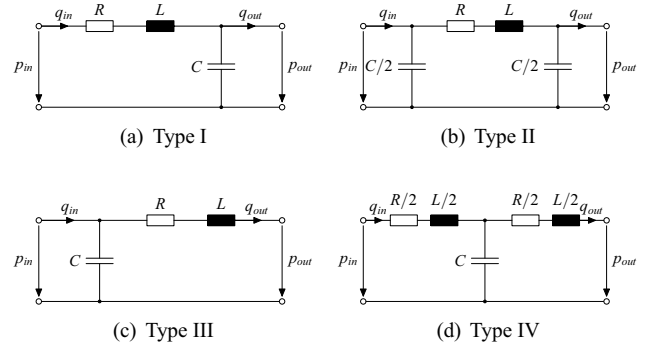 q_in R L q_out
p_in C p_out
(a) Type I
q_in R L q_out
p_in C/2 C/2 p_out
(b) Type II
q_in R L q_out
p_in C p_out
(c) Type III
q_in R/2 L/2 R/2 L/2 q_out
p_in C p_out
(d) Type IV